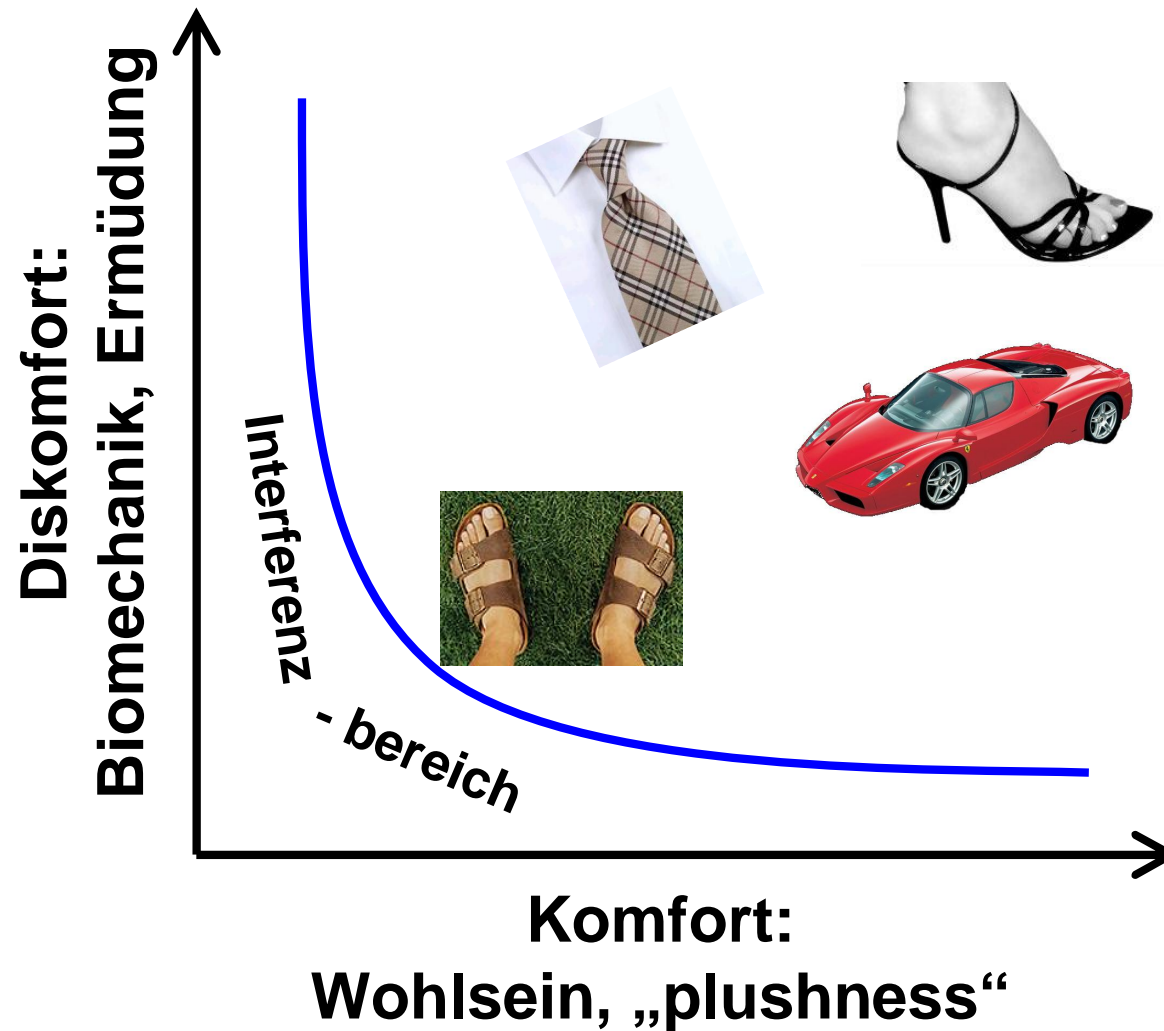 Diskomfort:
Biomechanik, Ermüdung
Interferenz
- bereich
Komfort:
Wohlsein, „plushness“